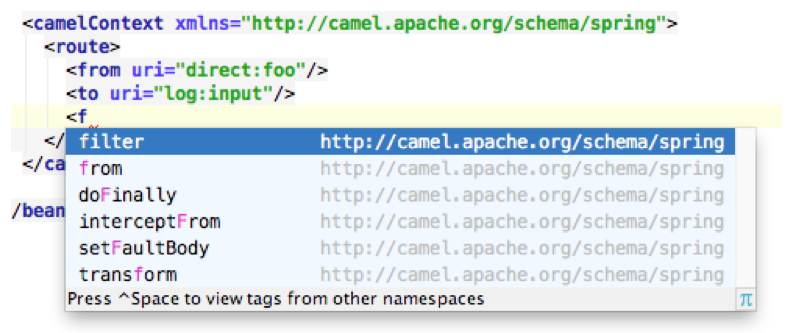 <camelContext xmlns="http://camel.apache.org/schema/spring">
<route>
<from uri="direct:foo"/>
<to uri="log:input"/>
<f
</
filter http://camel.apache.org/schema/spring
</ca
from http://camel.apache.org/schema/spring
doFinally http://camel.apache.org/schema/spring
/bean
interceptFrom http://camel.apache.org/schema/spring
setFaultBody http://camel.apache.org/schema/spring
transform http://camel.apache.org/schema/spring
Press ^Space to view tags from other namespaces π